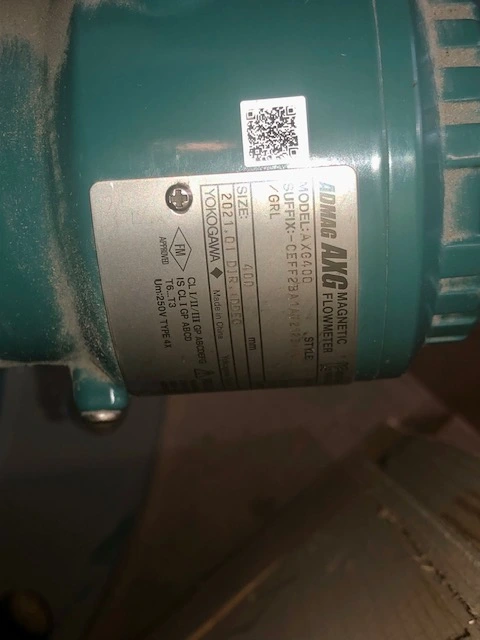 ADMAG AXG MAGNETIC FLOWMETER
MODEL: AXG400
STYLE
SUFFIX:
/GRL
SIZE: 400 mm
2021.01
YOKOGAWA Made in China
FM
APPROVED
CL I/II/III GP ABCDEFG
IS CL I GP ABCD
T6...T3
Um:250V TYPE 4X